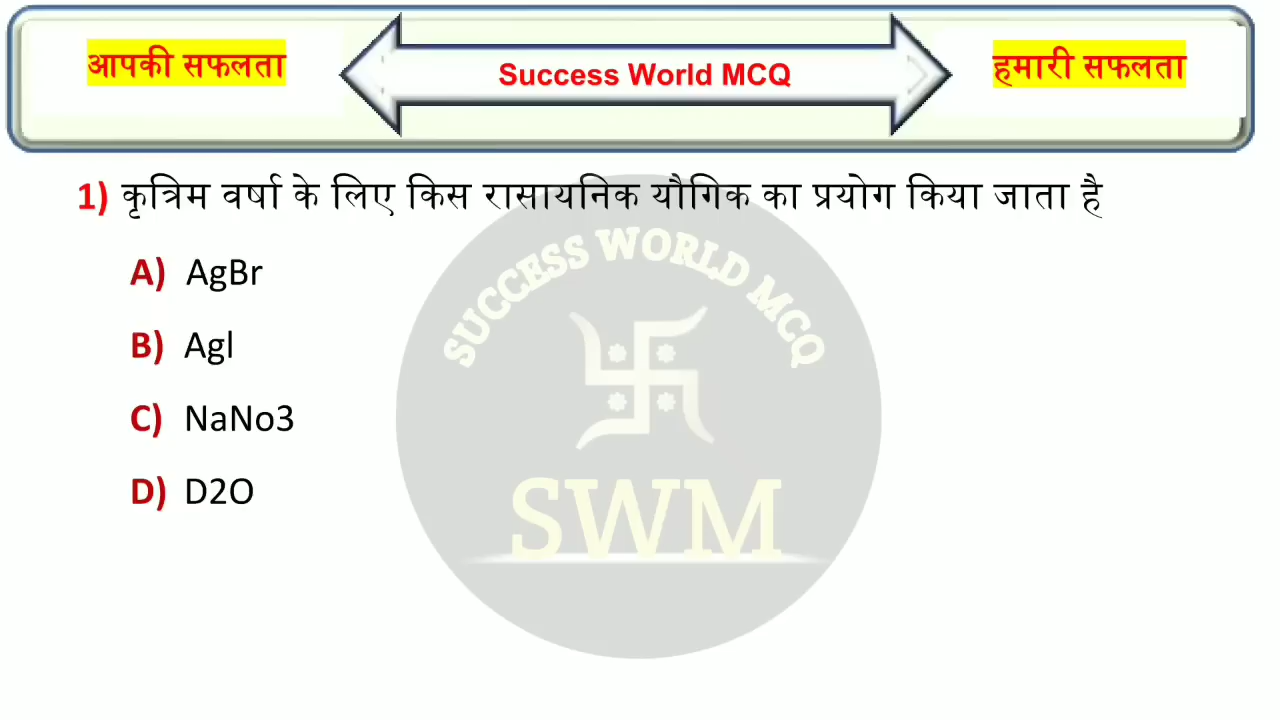 आपकी सफलता
Success World MCQ
हमारी सफलता
1) कृत्रिम वर्षा के लिए किस रासायनिक यौगिक का प्रयोग किया जाता है
A) AgBr
B) Agl
C) NaNo3
D) D2O
SUCCESS WORLD MCQ
SWM